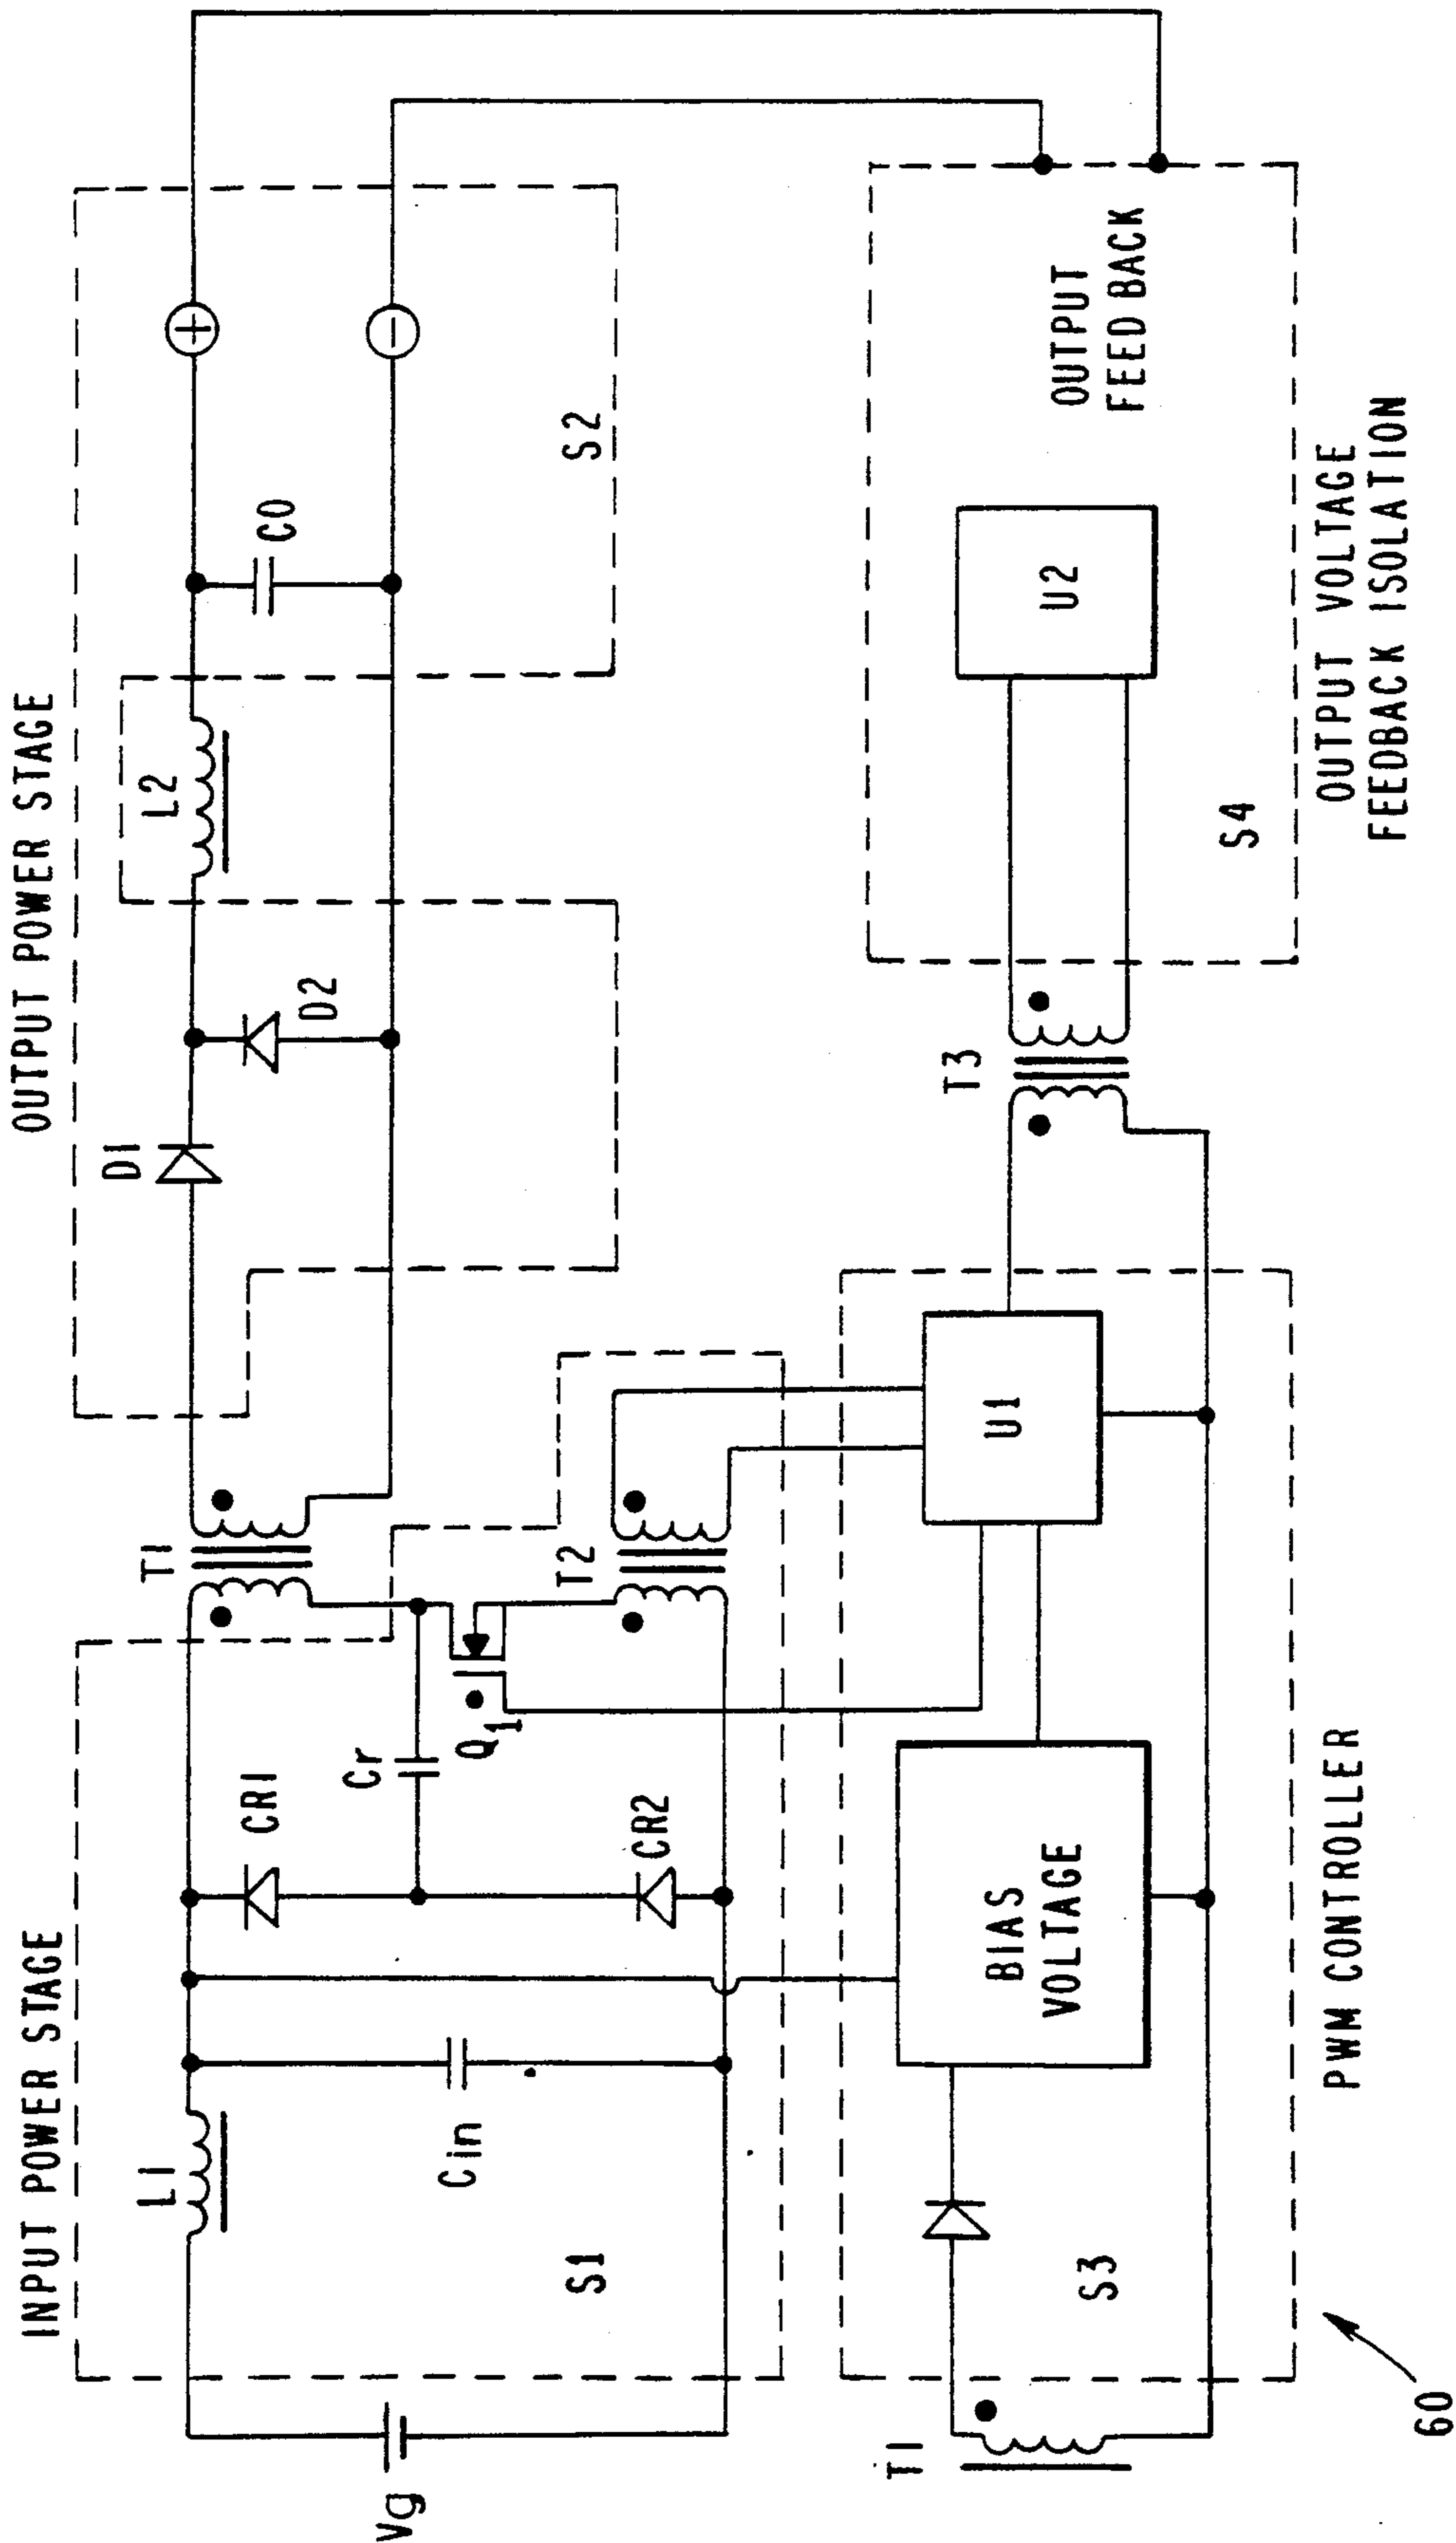 INPUT POWER STAGE
OUTPUT POWER STAGE
Vg
L1
Cin
S1
CR1
CR2
Cr
Q1
T1
T2
D1
D2
L2
CO
+
-
S2
T1
S3
BIAS
VOLTAGE
U1
PWM CONTROLLER
T3
U2
S4
OUTPUT
FEED BACK
OUTPUT VOLTAGE
FEEDBACK ISOLATION
60